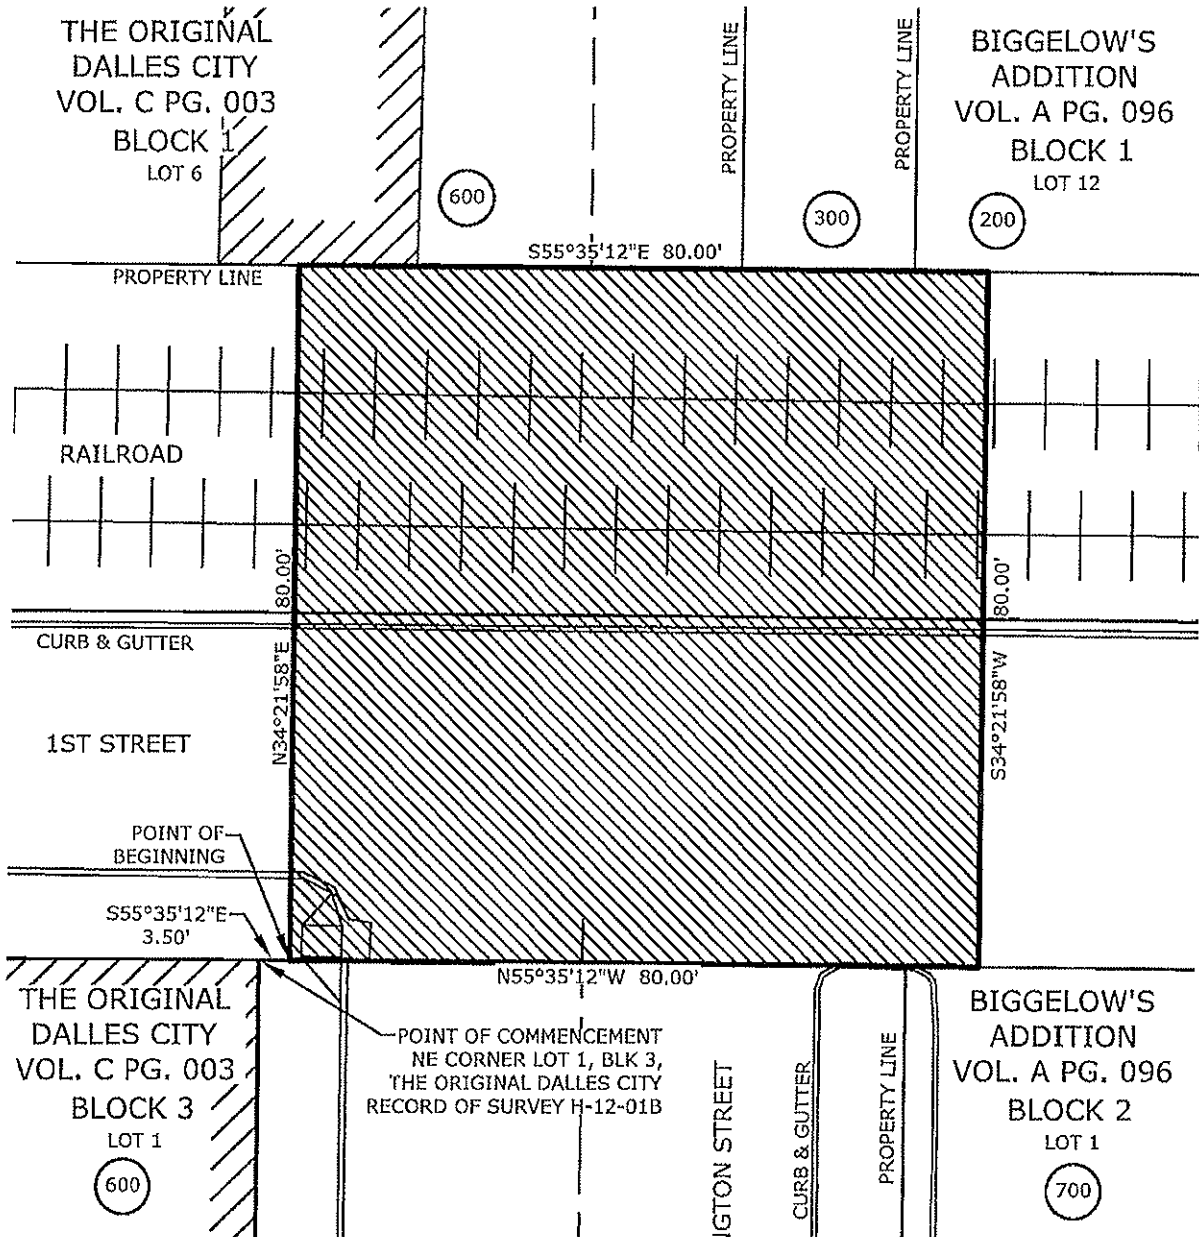 THE ORIGINAL
DALLES CITY
VOL. C PG. 003
BLOCK 1
LOT 6
600
PROPERTY LINE
PROPERTY LINE
300
BIGGELOW'S
ADDITION
VOL. A PG. 096
BLOCK 1
LOT 12
200
S55°35'12"E 80.00'
PROPERTY LINE
RAILROAD
N34°21'58"E 80.00'
S34°21'58"W 80.00'
CURB & GUTTER
1ST STREET
POINT OF
BEGINNING
S55°35'12"E
3.50'
N55°35'12"W 80.00'
THE ORIGINAL
DALLES CITY
VOL. C PG. 003
BLOCK 3
LOT 1
600
POINT OF COMMENCEMENT
NE CORNER LOT 1, BLK 3,
THE ORIGINAL DALLES CITY
RECORD OF SURVEY H-12-01B
NGTON STREET
CURB & GUTTER
PROPERTY LINE
BIGGELOW'S
ADDITION
VOL. A PG. 096
BLOCK 2
LOT 1
700